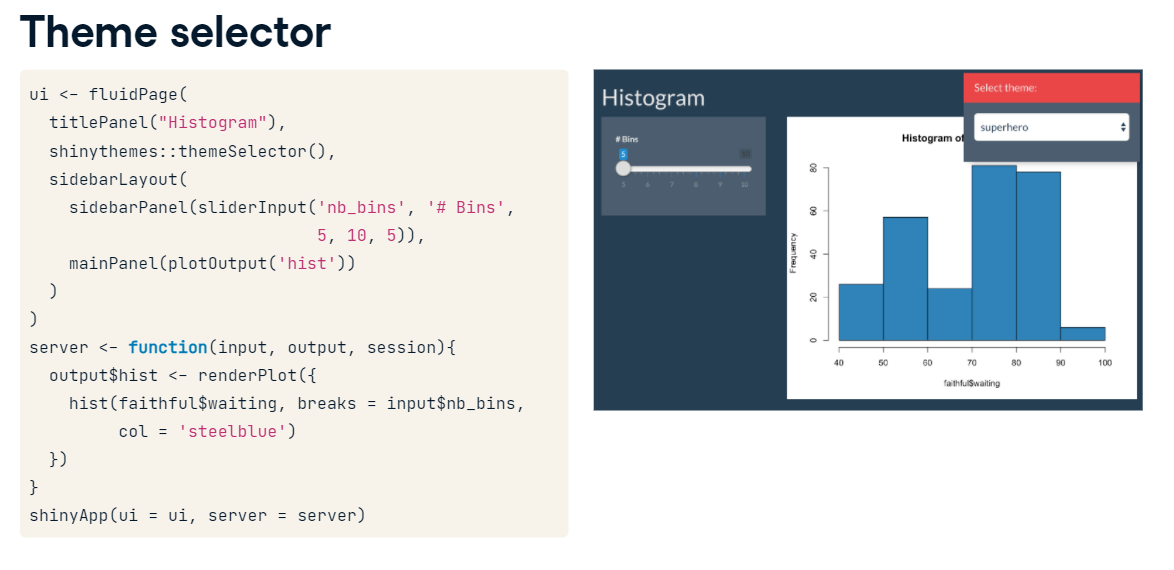 Theme selector
ui <- fluidPage(
  titlePanel("Histogram"),
  shinythemes::themeSelector(),
  sidebarLayout(
    sidebarPanel(sliderInput('nb_bins', '# Bins',
                             5, 10, 5)),
    mainPanel(plotOutput('hist'))
  )
)
server <- function(input, output, session){
  output$hist <- renderPlot({
    hist(faithful$waiting, breaks = input$nb_bins,
         col = 'steelblue')
  })
}
shinyApp(ui = ui, server = server)
Histogram
Select theme:
superhero
# Bins
5
5 6 7 8 9 10
Histogram of
Frequency
80
60
40
20
0
40 50 60 70 80 90 100
faithful$waiting